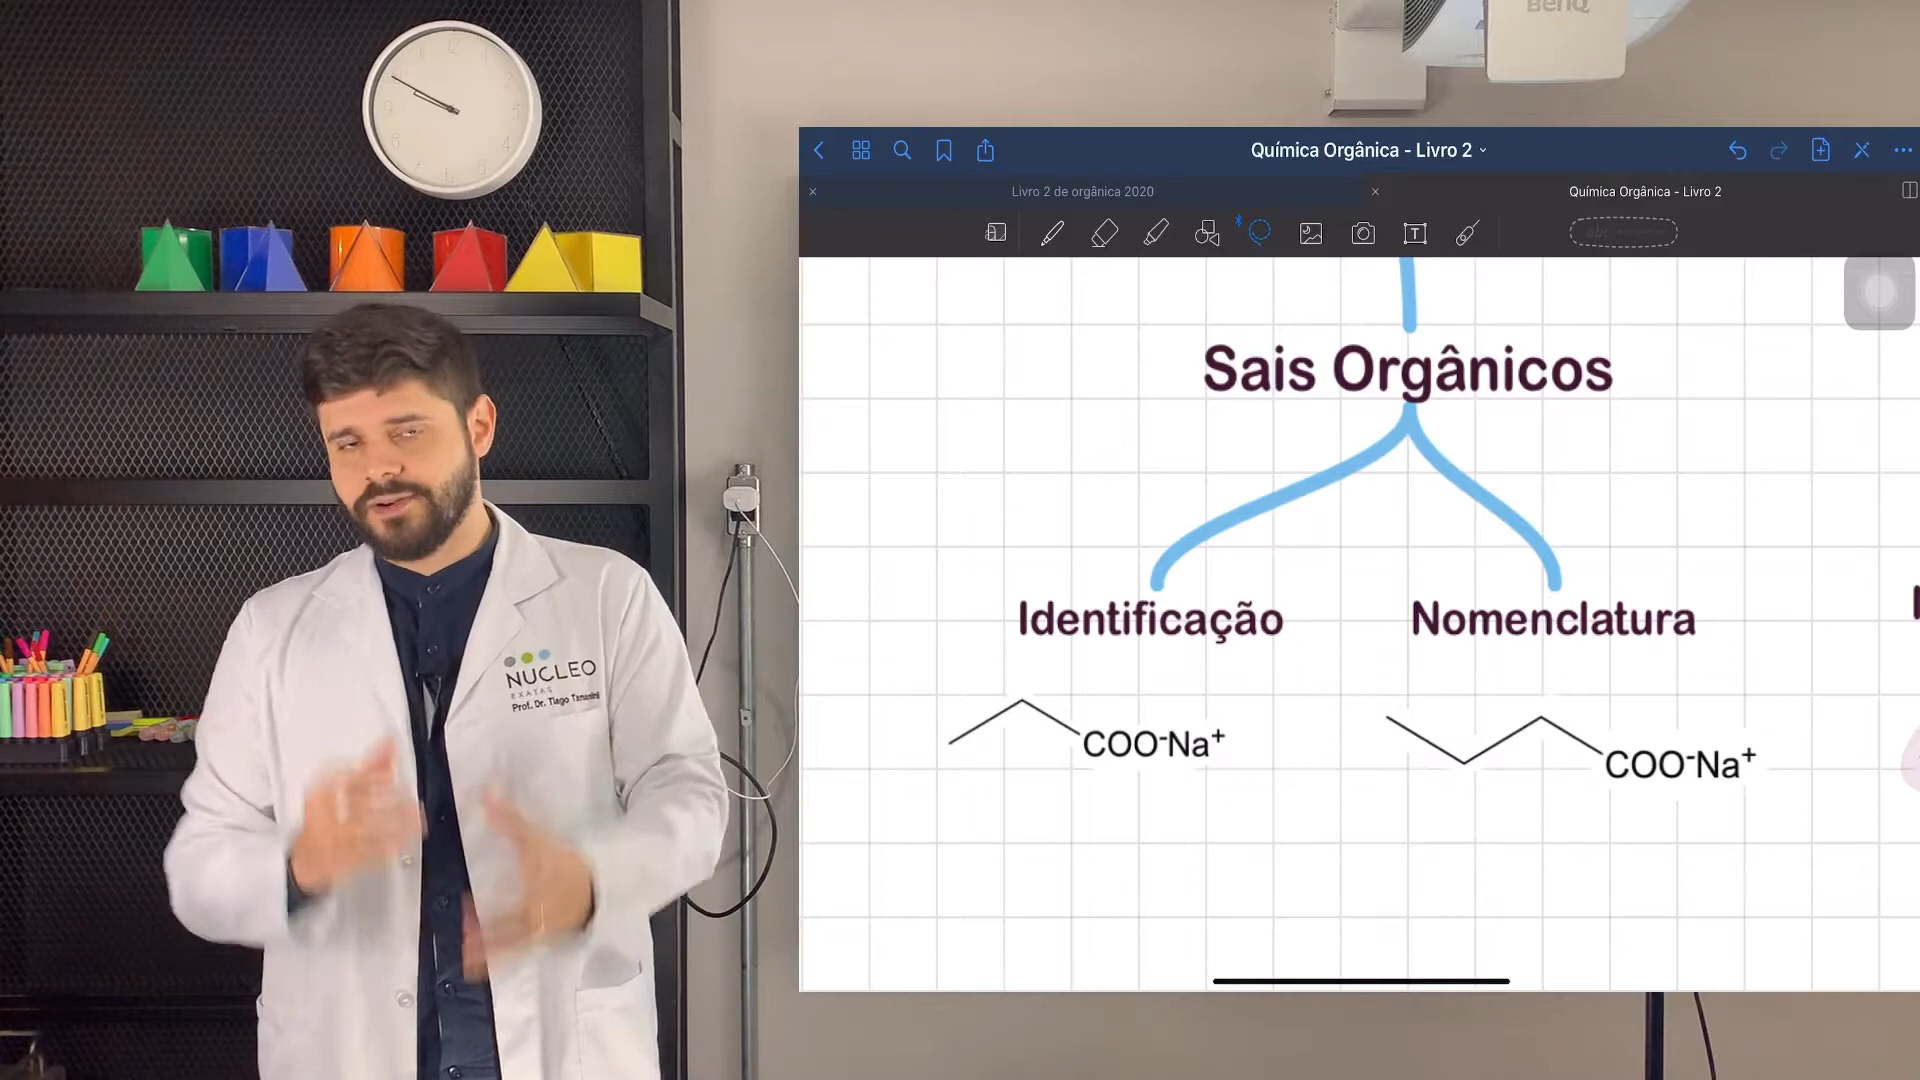 BenQ
Química Orgânica - Livro 2
Livro 2 de orgânica 2020
Química Orgânica - Livro 2
T
Sais Orgânicos
Identificação
Nomenclatura
COO-Na+
COO-Na+
NUCLEO
EXATAS
Prof. Dr. Tiago